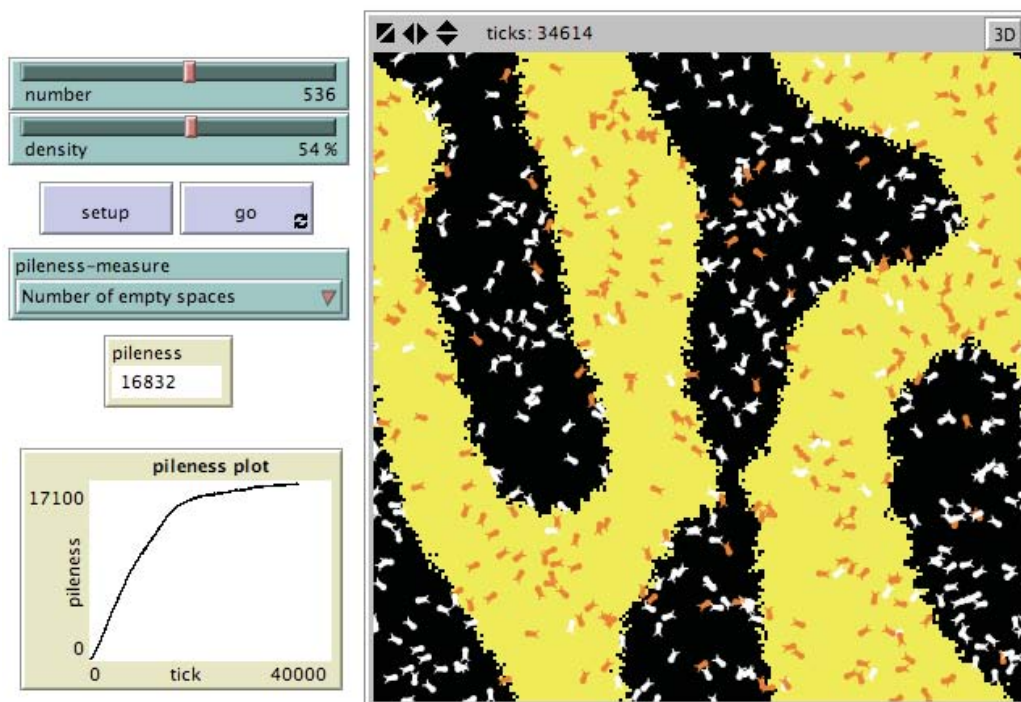 ticks: 34614
3D
number 536
density 54 %
setup
go
pileness-measure
Number of empty spaces
pileness
16832
pileness plot
17100
pileness
0
0 tick 40000